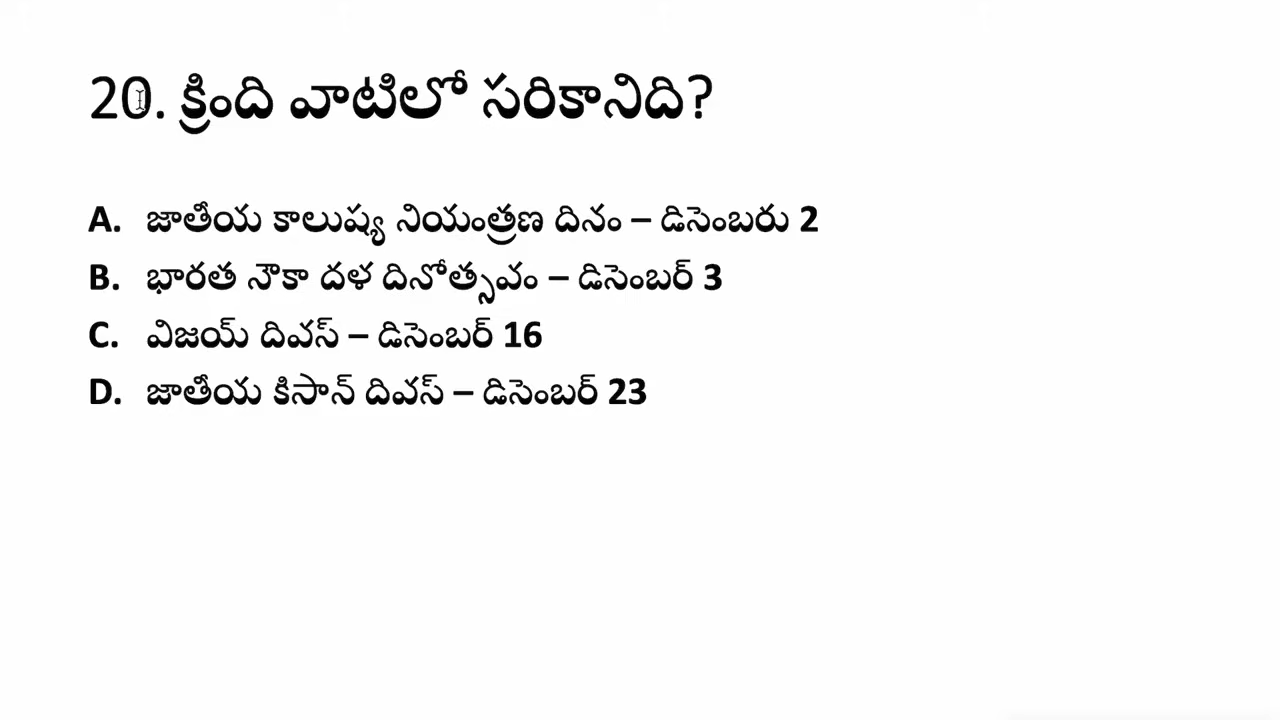 20. క్రింది వాటిలో సరికానిది?
A. జాతీయ కాలుష్య నియంత్రణ దినం – డిసెంబరు 2
B. భారత నౌకా దళ దినోత్సవం – డిసెంబర్ 3
C. విజయ్ దివస్ – డిసెంబర్ 16
D. జాతీయ కిసాన్ దివస్ – డిసెంబర్ 23